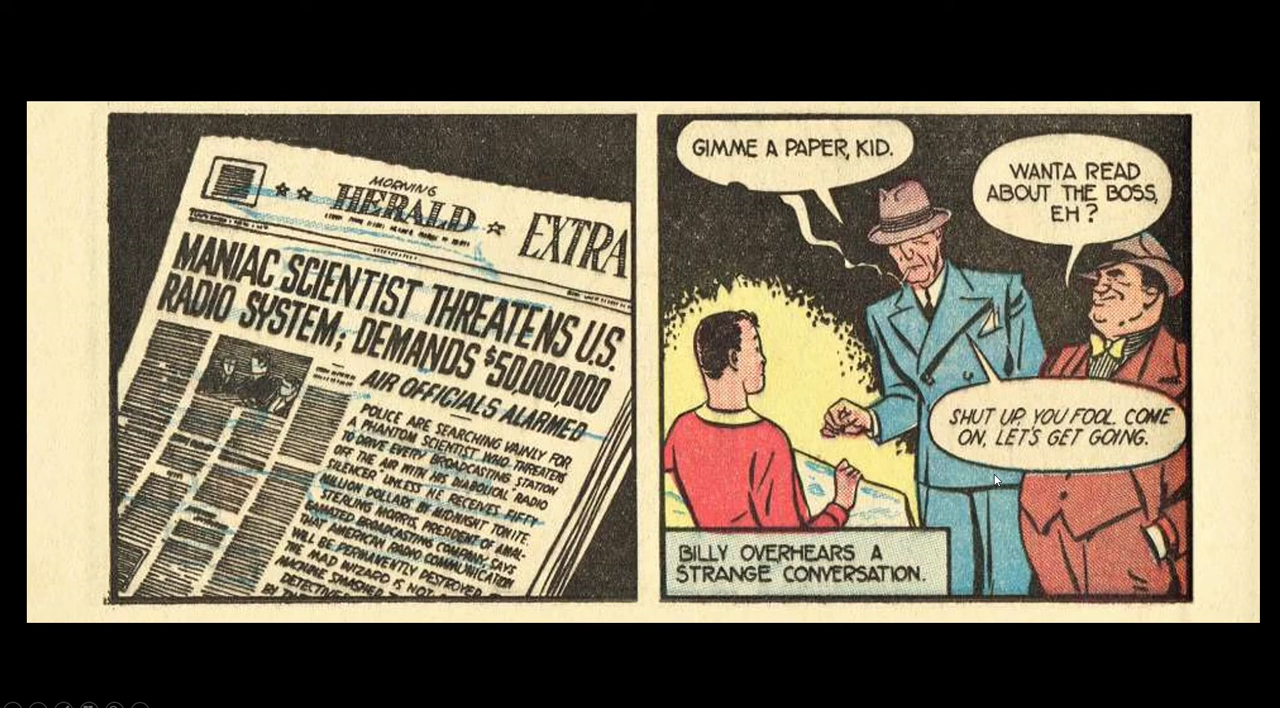 MORNING
HERALD
EXTRA
MANIAC SCIENTIST THREATENS U.S.
RADIO SYSTEM; DEMANDS $50,000,000
AIR OFFICIALS ALARMED
POLICE ARE SEARCHING VAINLY FOR
A PHANTOM SCIENTIST WHO THREATENS
TO DRIVE EVERY BROADCASTING STATION
OFF THE AIR WITH HIS DIABOLICAL RADIO
SILENCER UNLESS HE RECEIVES FIFTY
MILLION DOLLARS BY MIDNIGHT TONITE.
STERLING MORRIS, PRESIDENT OF AMAL-
GAMATED BROADCASTING COMPANY, SAYS
THAT AMERICAN RADIO COMMUNICATION
WILL BE PERMANENTLY DESTROYED IF
THE MAD WIZARD IS NOT
MACHINE SMASHED
DETECTIVE
GIMME A PAPER, KID.
WANTA READ
ABOUT THE BOSS,
EH?
SHUT UP, YOU FOOL. COME
ON, LET'S GET GOING.
BILLY OVERHEARS A
STRANGE CONVERSATION.